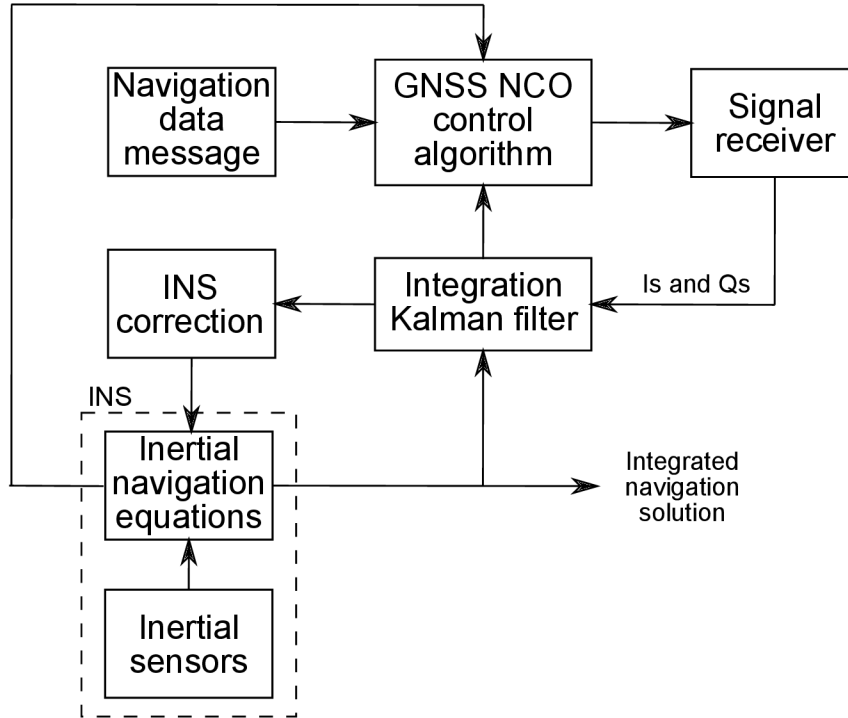 Navigation
data
message
GNSS NCO
control
algorithm
Signal
receiver
INS
correction
Integration
Kalman filter
Is and Qs
INS
Inertial
navigation
equations
Integrated
navigation
solution
Inertial
sensors